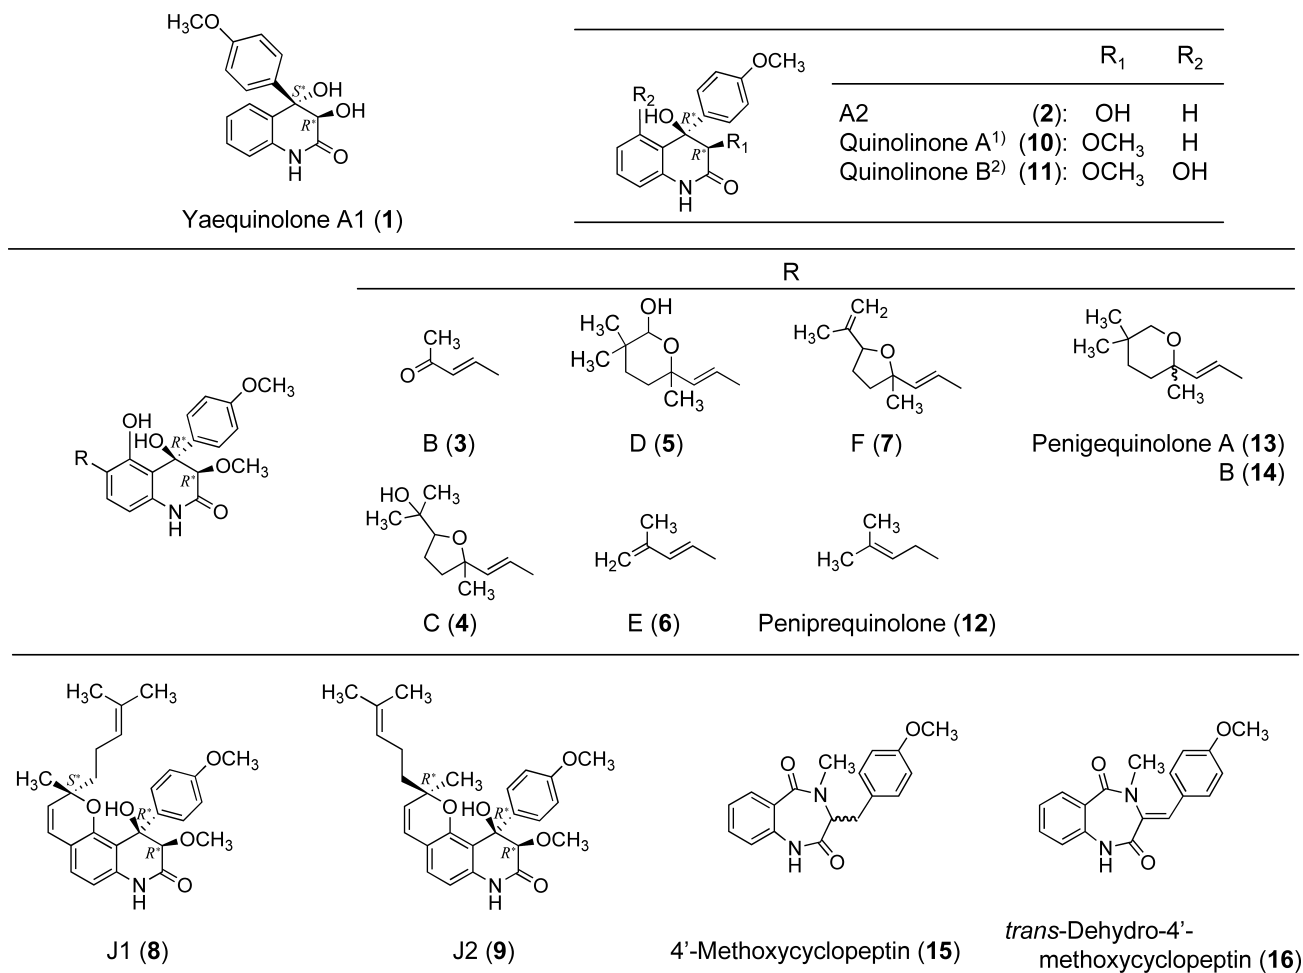 H₃CO
S* OH
OH
R*
N
H
O
Yaequinolone A1 (1)
OCH₃
R₂
HO R*
R* R₁
N
H
O
R₁ R₂
A2 (2): OH H
Quinolinone A¹⁾ (10): OCH₃ H
Quinolinone B²⁾ (11): OCH₃ OH
R
OCH₃
OH
HO R*
R
R* OCH₃
N
H
O
CH₃
O
B (3)
OH
H₃C
H₃C
O
CH₃
D (5)
CH₂
H₃C
O
CH₃
F (7)
H₃C
H₃C
O
CH₃
Penigequinolone A (13)
B (14)
HO CH₃
H₃C
O
CH₃
C (4)
CH₃
H₂C
E (6)
CH₃
H₃C
Peniprequinolone (12)
H₃C CH₃
OCH₃
H₃C S*
O HO R*
R* OCH₃
N
H
O
J1 (8)
H₃C CH₃
OCH₃
R* CH₃
O HO R*
R* OCH₃
N
H
O
J2 (9)
OCH₃
O CH₃
N
N
H
O
4’-Methoxycyclopeptin (15)
OCH₃
O CH₃
N
N
H
O
trans-Dehydro-4’-
methoxycyclopeptin (16)